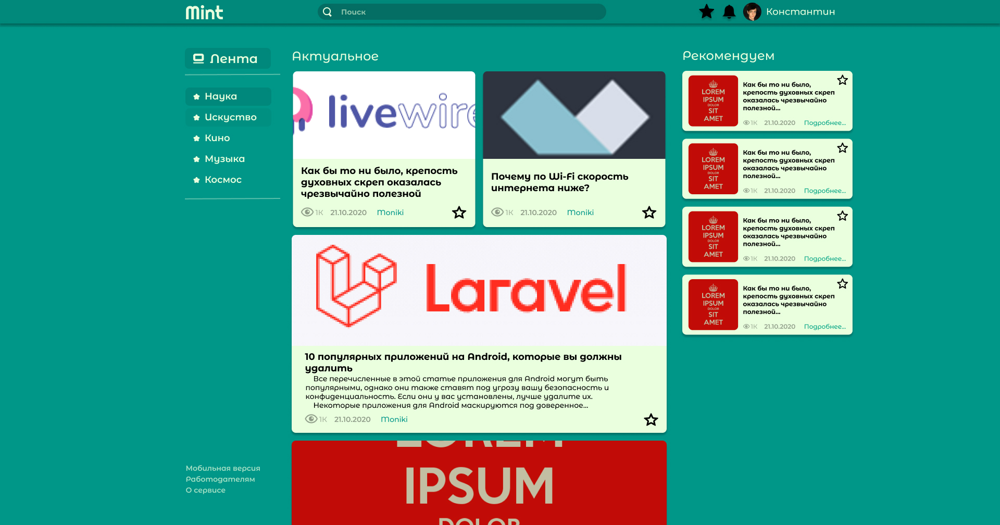 Mint
Поиск
Константин
Лента
Наука
Искуство
Кино
Музыка
Космос
Мобильная версия
Работодателям
О сервисе
Актуальное
livewire
Как бы то ни было, крепость
духовных скреп оказалась
чрезвычайно полезной
1K 21.10.2020 Moniki
Почему по Wi-Fi скорость
интернета ниже?
1K 21.10.2020 Moniki
Laravel
10 популярных приложений на Android, которые вы должны
удалить
Все перечисленные в этой статье приложения для Android могут быть
популярными, однако они также ставят под угрозу вашу безопасность и
конфиденциальность. Если они у вас установлены, лучше удалите их.
Некоторые приложения для Android маскируются под доверенное...
1K 21.10.2020 Moniki
LOREM
IPSUM
DOLOR
Рекомендуем
LOREM
IPSUM
DOLOR
SIT
AMET
Как бы то ни было,
крепость духовных скреп
оказалась чрезвычайно
полезной...
1K 21.10.2020 Подробнее...
LOREM
IPSUM
DOLOR
SIT
AMET
Как бы то ни было,
крепость духовных скреп
оказалась чрезвычайно
полезной...
1K 21.10.2020 Подробнее...
LOREM
IPSUM
DOLOR
SIT
AMET
Как бы то ни было,
крепость духовных скреп
оказалась чрезвычайно
полезной...
1K 21.10.2020 Подробнее...
LOREM
IPSUM
DOLOR
SIT
AMET
Как бы то ни было,
крепость духовных скреп
оказалась чрезвычайно
полезной...
1K 21.10.2020 Подробнее...